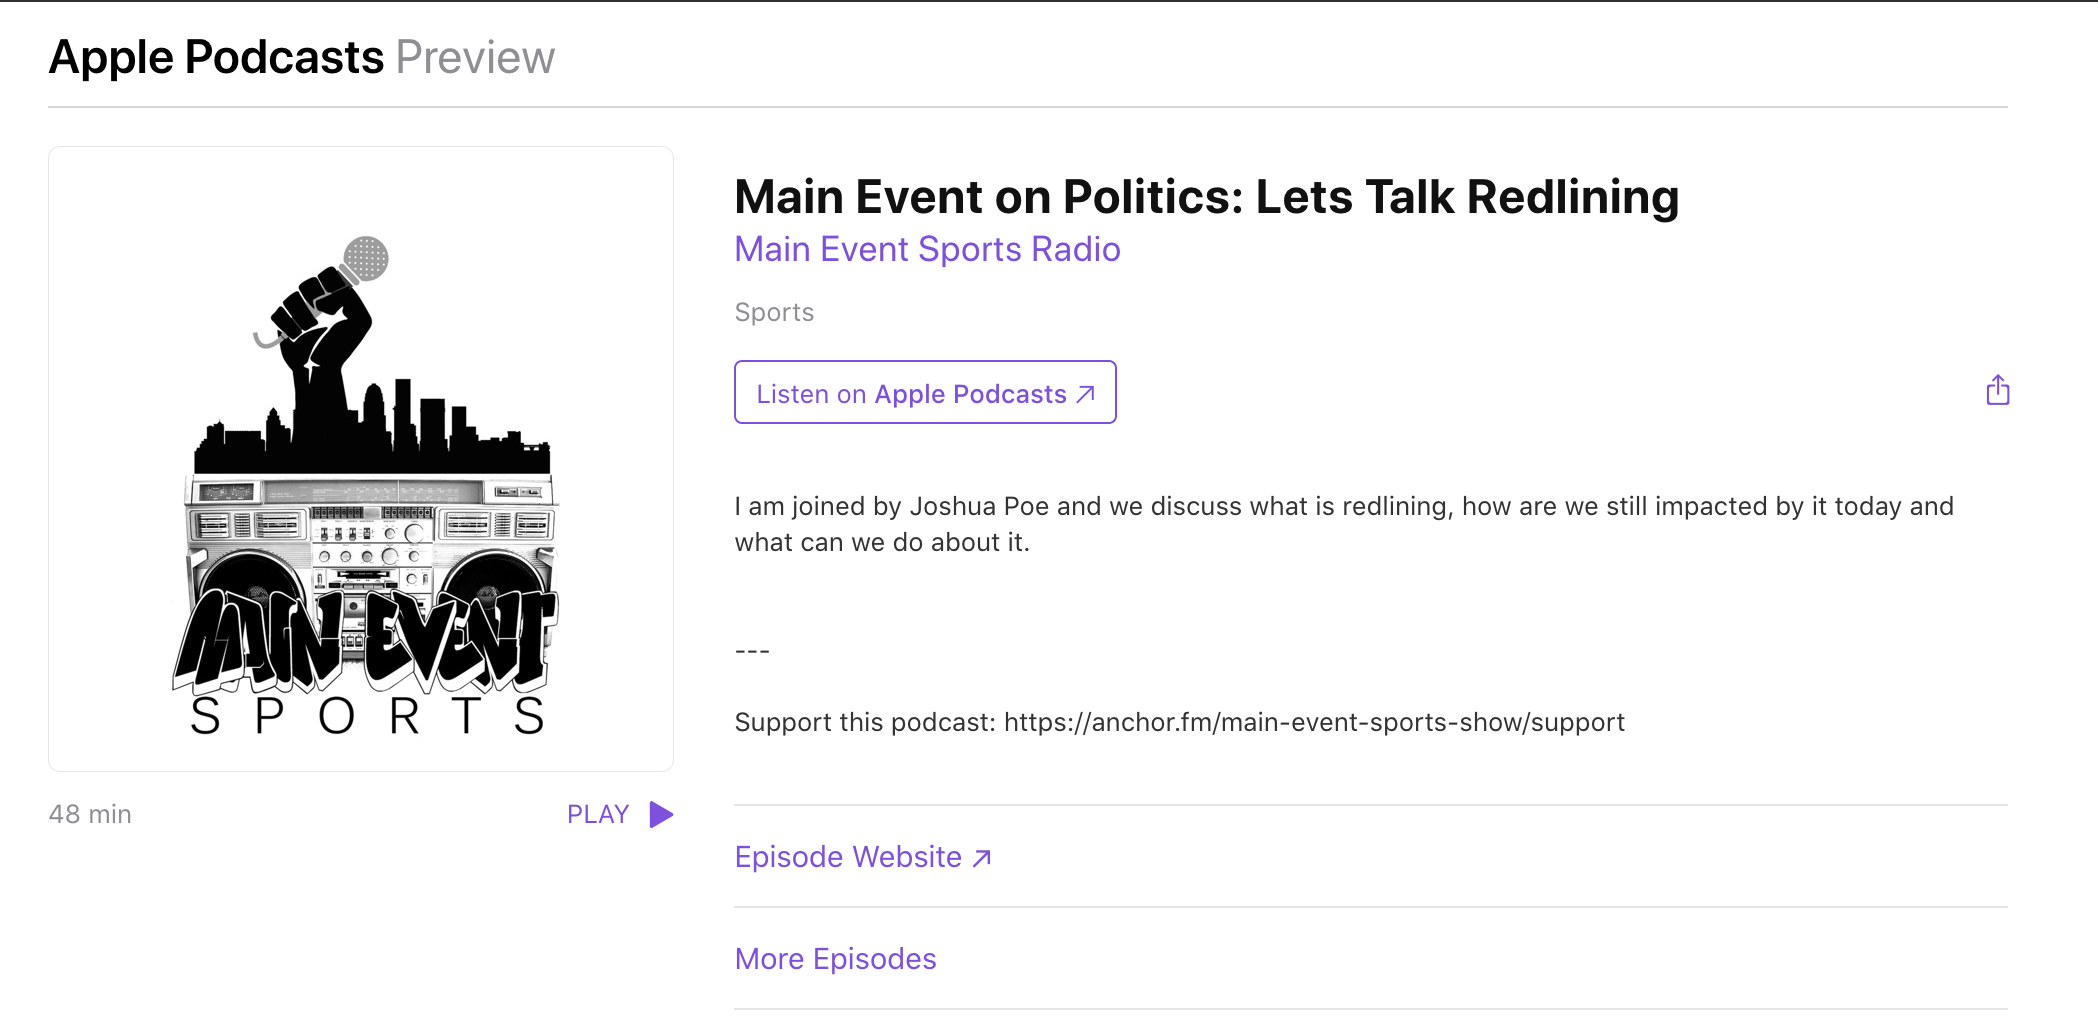 Apple Podcasts Preview
Main Event on Politics: Lets Talk Redlining
Main Event Sports Radio
Sports
Listen on Apple Podcasts ↗
I am joined by Joshua Poe and we discuss what is redlining, how are we still impacted by it today and
what can we do about it.
---
Support this podcast: https://anchor.fm/main-event-sports-show/support
MAIN EVENT
SPORTS
48 min
PLAY
Episode Website ↗
More Episodes